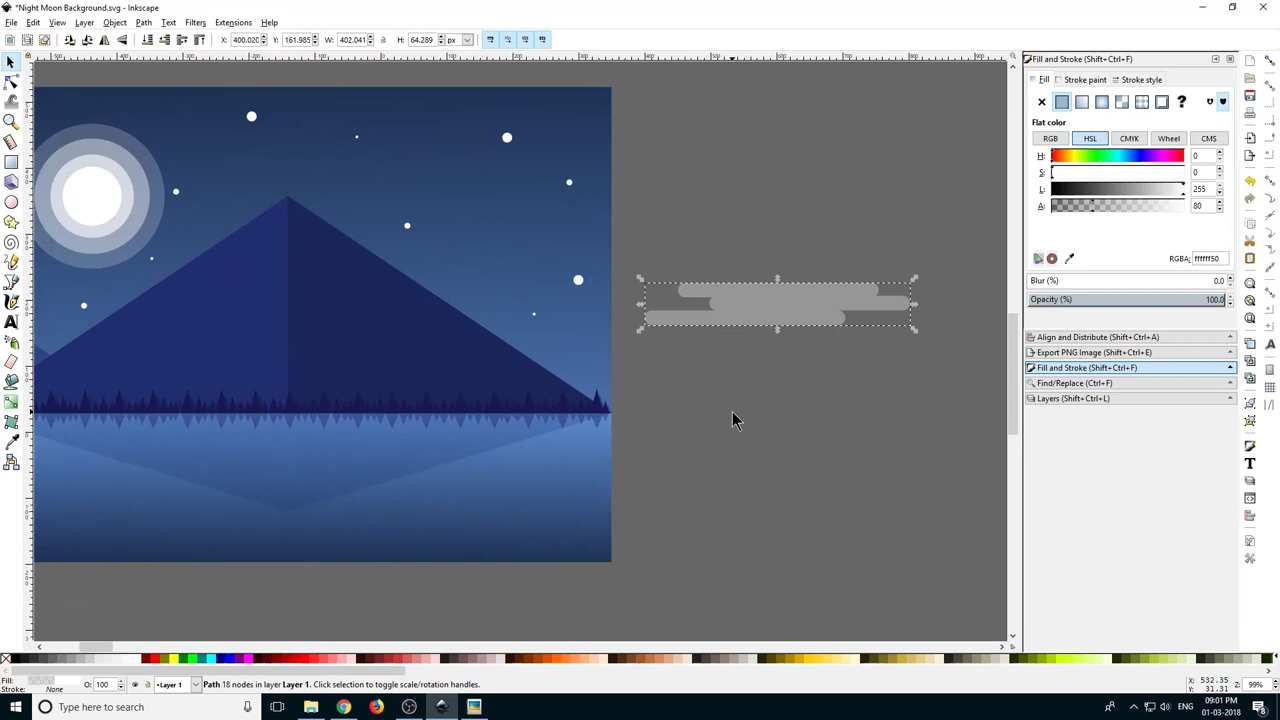 *Night Moon Background.svg - Inkscape
File Edit View Layer Object Path Text Filters Extensions Help
X: 400.020 Y: 161.985 W: 402.041 H: 64.289 px
Fill and Stroke (Shift+Ctrl+F)
Fill Stroke paint Stroke style
Flat color
RGB HSL CMYK Wheel CMS
H: 0
S: 0
L: 255
A: 80
RGBA: ffffff50
Blur (%) 0.0
Opacity (%) 100.0
Align and Distribute (Shift+Ctrl+A)
Export PNG Image (Shift+Ctrl+E)
Fill and Stroke (Shift+Ctrl+F)
Find/Replace (Ctrl+F)
Layers (Shift+Ctrl+L)
Fill:
Stroke: None
O: 100
•Layer 1
Path 18 nodes in layer Layer 1. Click selection to toggle scale/rotation handles.
X: 532.35
Y: 31.31
Z: 99%
Type here to search
ENG
09:01 PM
01-03-2018
8